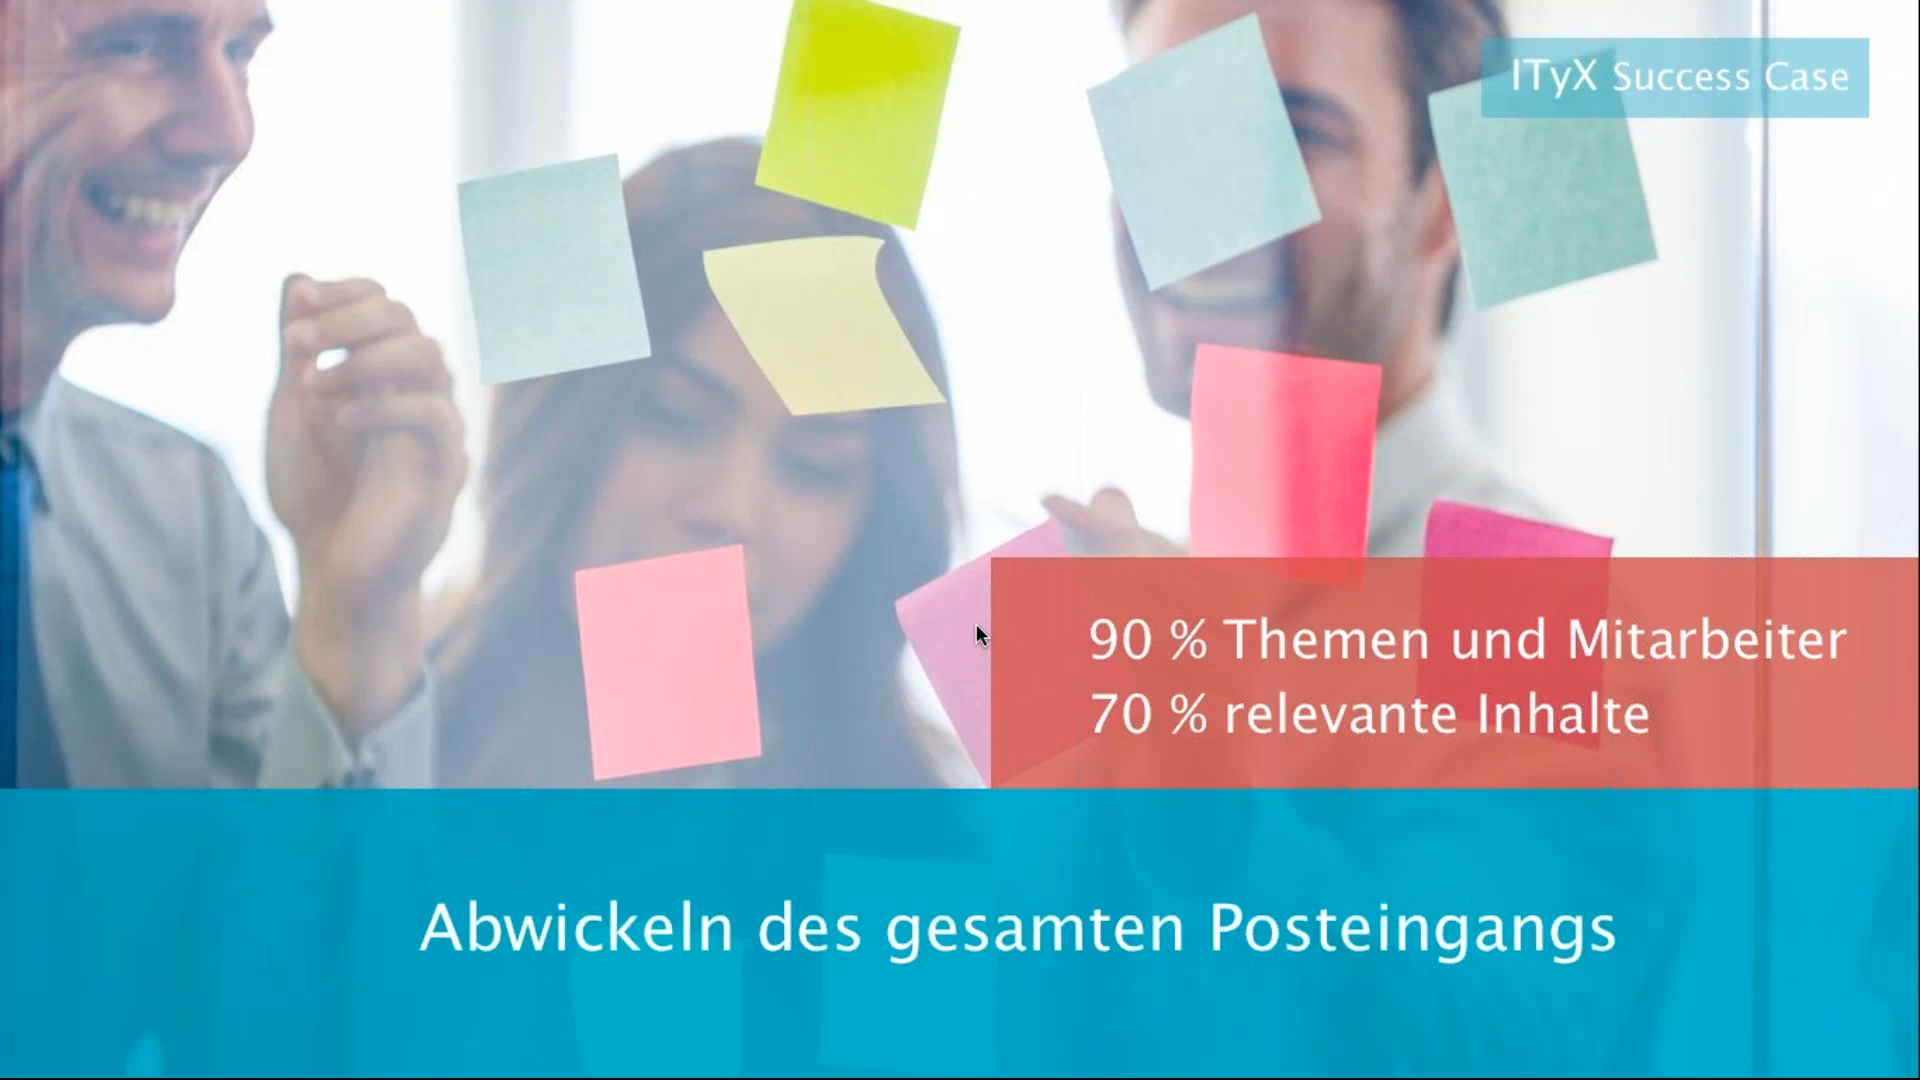 ITyX Success Case
90 % Themen und Mitarbeiter
70 % relevante Inhalte
Abwickeln des gesamten Posteingangs